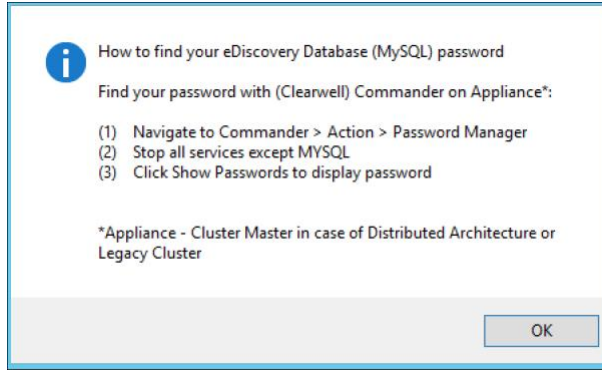 How to find your eDiscovery Database (MySQL) password
Find your password with (Clearwell) Commander on Appliance*:
(1) Navigate to Commander > Action > Password Manager
(2) Stop all services except MYSQL
(3) Click Show Passwords to display password
*Appliance - Cluster Master in case of Distributed Architecture or
Legacy Cluster
OK